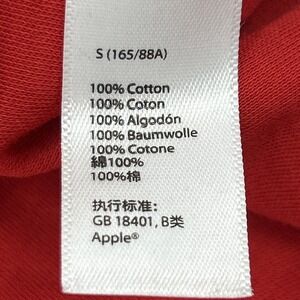 S (165/88A)
100% Cotton
100% Coton
100% Algodón
100% Baumwolle
100% Cotone
綿100%
100%棉
执行标准:
GB 18401, B类
Apple®